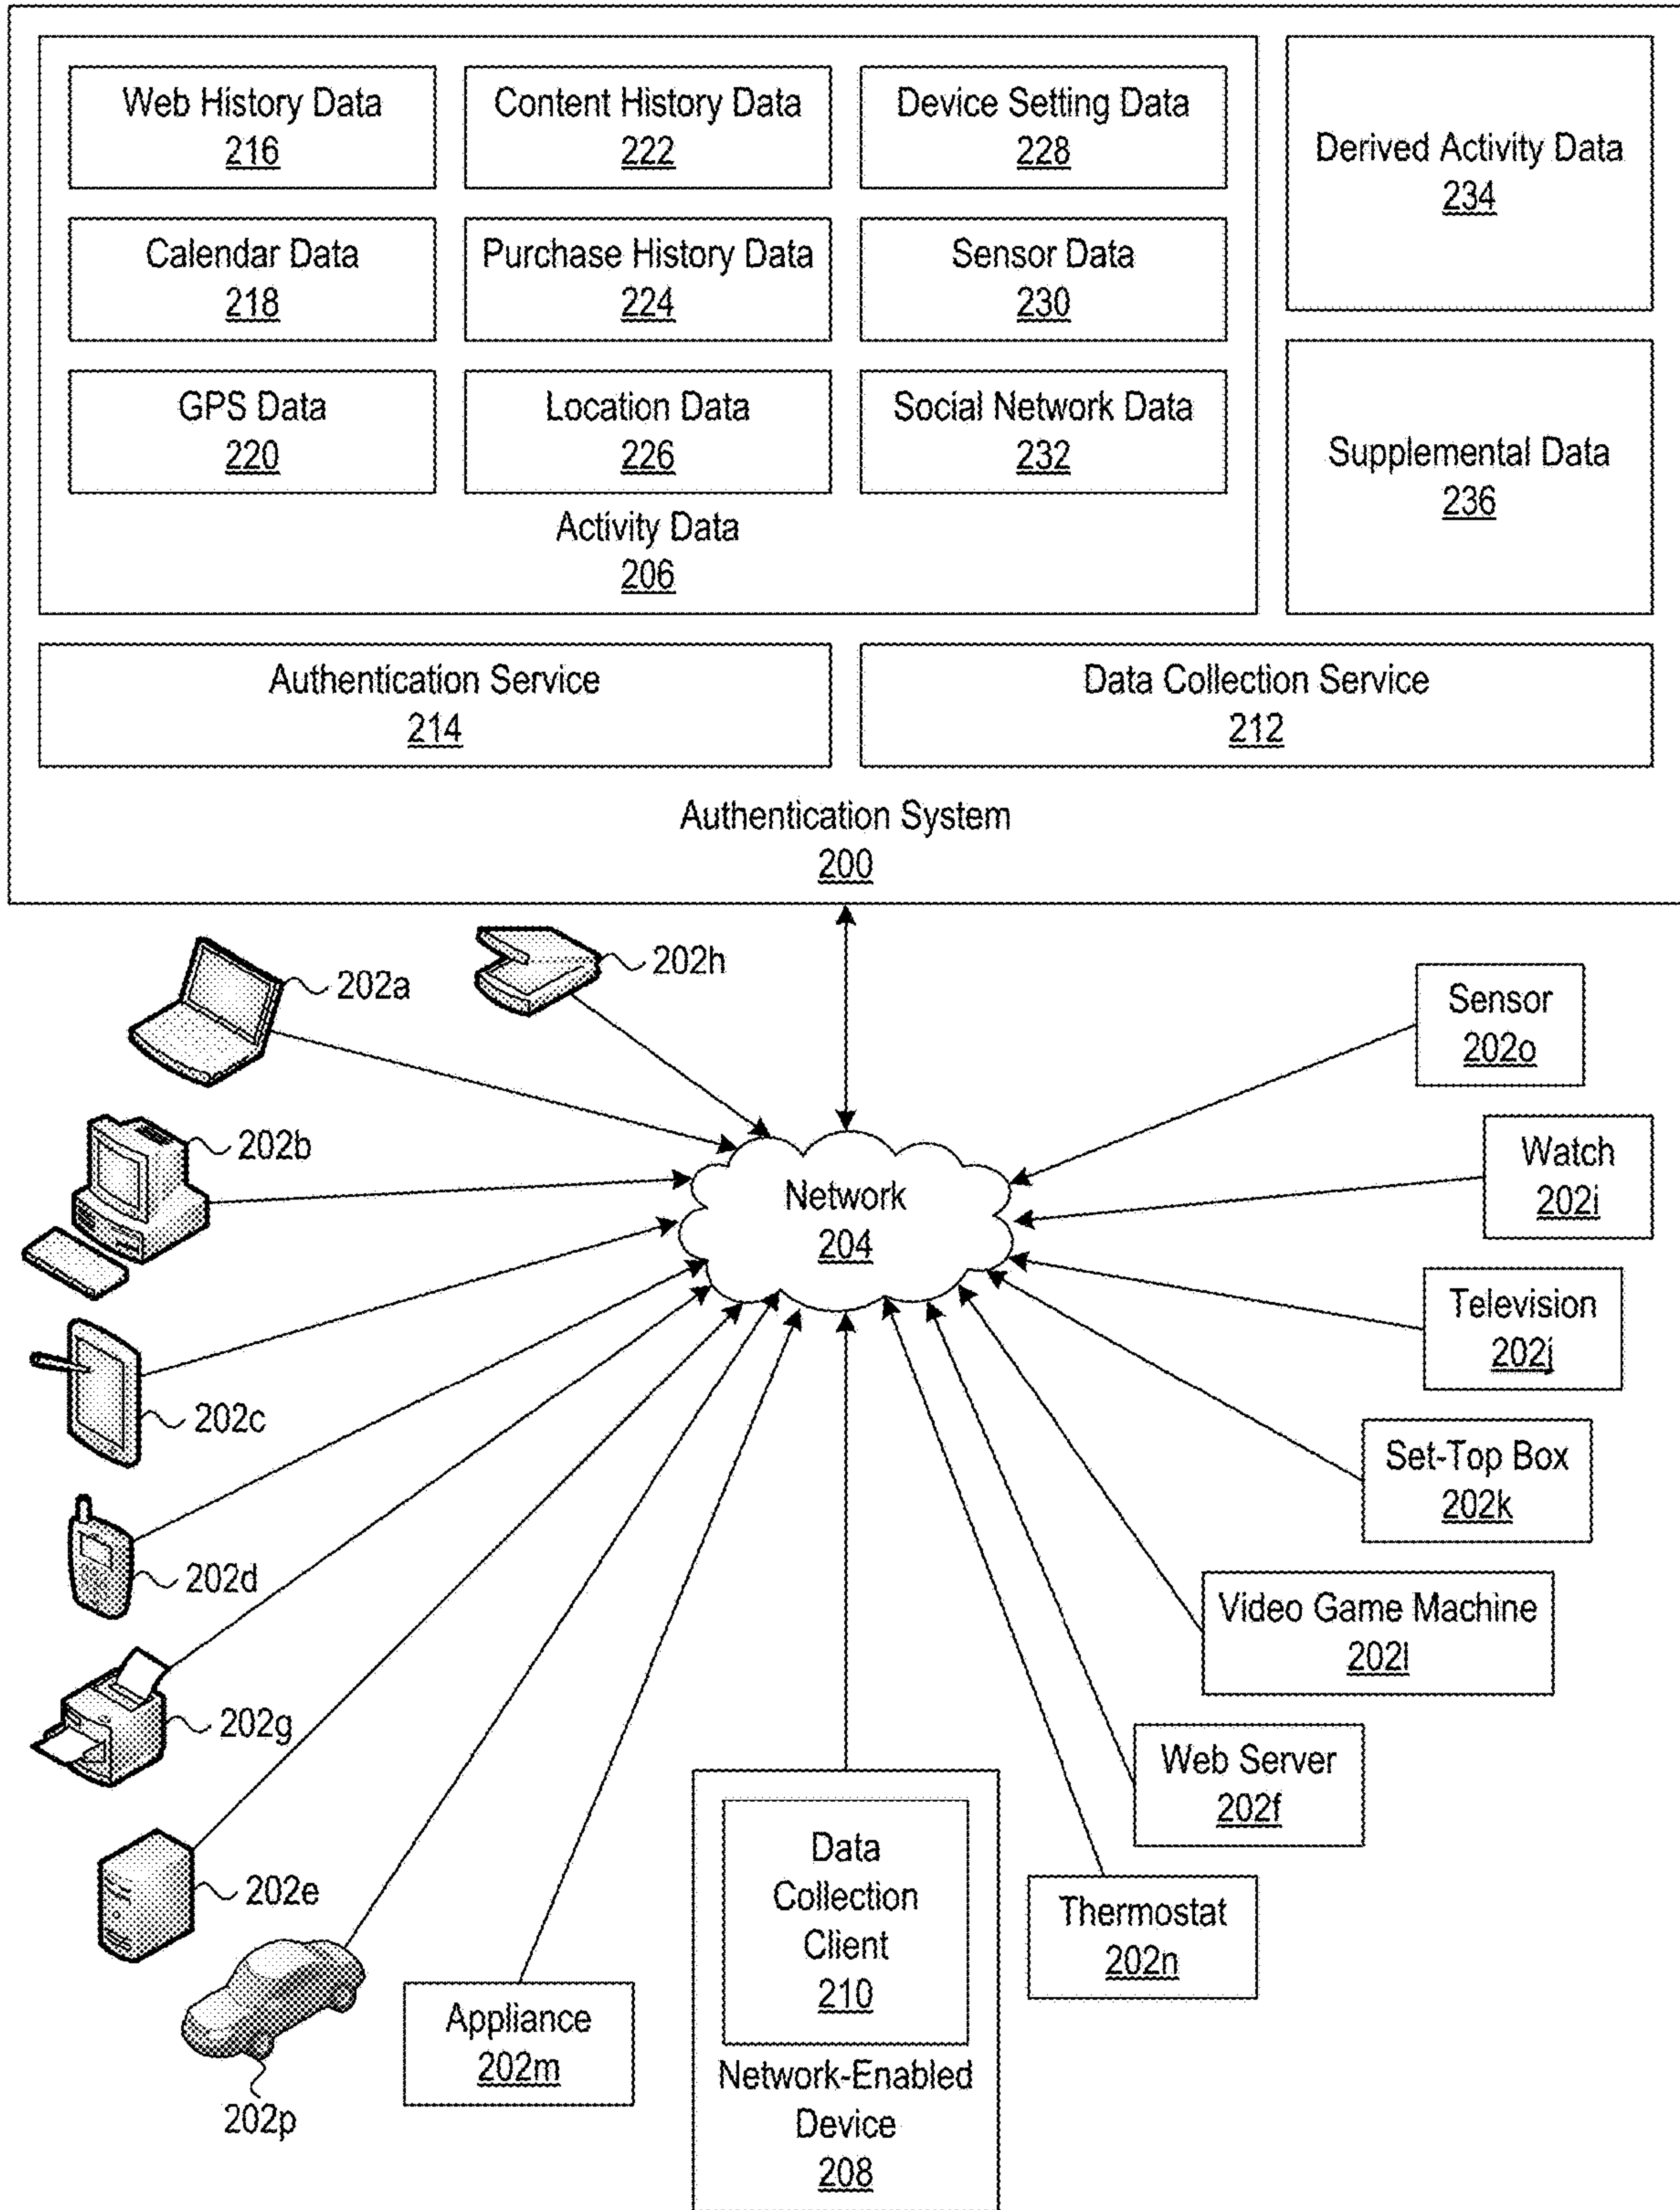 Web History Data
216
Content History Data
222
Device Setting Data
228
Derived Activity Data
234
Calendar Data
218
Purchase History Data
224
Sensor Data
230
GPS Data
220
Location Data
226
Social Network Data
232
Supplemental Data
236
Activity Data
206
Authentication Service
214
Data Collection Service
212
Authentication System
200
202a
202h
Sensor
202o
202b
Watch
202i
Network
204
Television
202j
202c
Set-Top Box
202k
202d
Video Game Machine
202l
202g
Web Server
202f
202e
Data
Collection
Client
210
Thermostat
202n
Appliance
202m
202p
Network-Enabled
Device
208